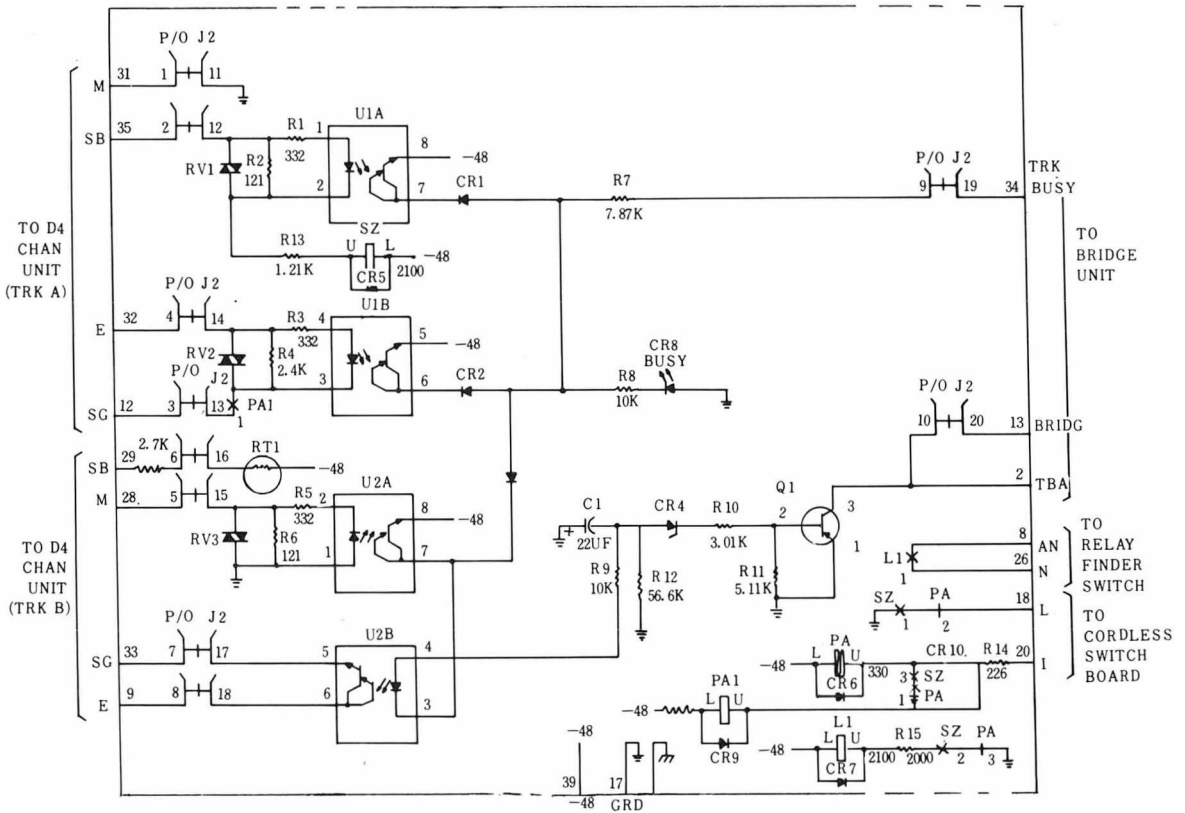 P/O J2
M 31 1 11
SB 35 2 12
R1
332
1
2
U1A
8
-48
7
CR1
RV1
R2
121
SZ
R13
1.21K
U L
CR5
2100
-48
R7
7.87K
P/O J2
9 19 34
TRK
BUSY
TO
BRIDGE
UNIT
TO D4
CHAN
UNIT
(TRK A)
P/O J2
E 32 4 14
R3
332
4
3
U1B
5
-48
6
CR2
RV2
R4
2.4K
P/O J2
SG 12 3 13
PA1
1
R8
10K
CR8
BUSY
P/O J2
10 20 13 BRIDG
2 TBA
2.7K
SB 29 6 16
RT1
-48
M 28. 5 15
R5
332
2
1
U2A
8
-48
7
RV3
R6
121
TO D4
CHAN
UNIT
(TRK B)
C1
+
22UF
CR4
R10
3.01K
Q1
2
3
1
R9
10K
R12
56.6K
R11
5.11K
L1
1
8 AN
26 N
TO
RELAY
FINDER
SWITCH
SZ
1
PA
2
18 L
TO
CORDLESS
SWITCH
BOARD
P/O J2
SG 33 7 17
E 9 8 18
5
6
U2B
4
3
-48
PA
L U
CR6
330
CR10.
3 SZ
1 PA
R14
226
20 I
-48
PA1
L U
CR9
-48
L1
L U
CR7
2100
R15
2000
SZ
2
PA
3
-48
39
-48
17
GRD